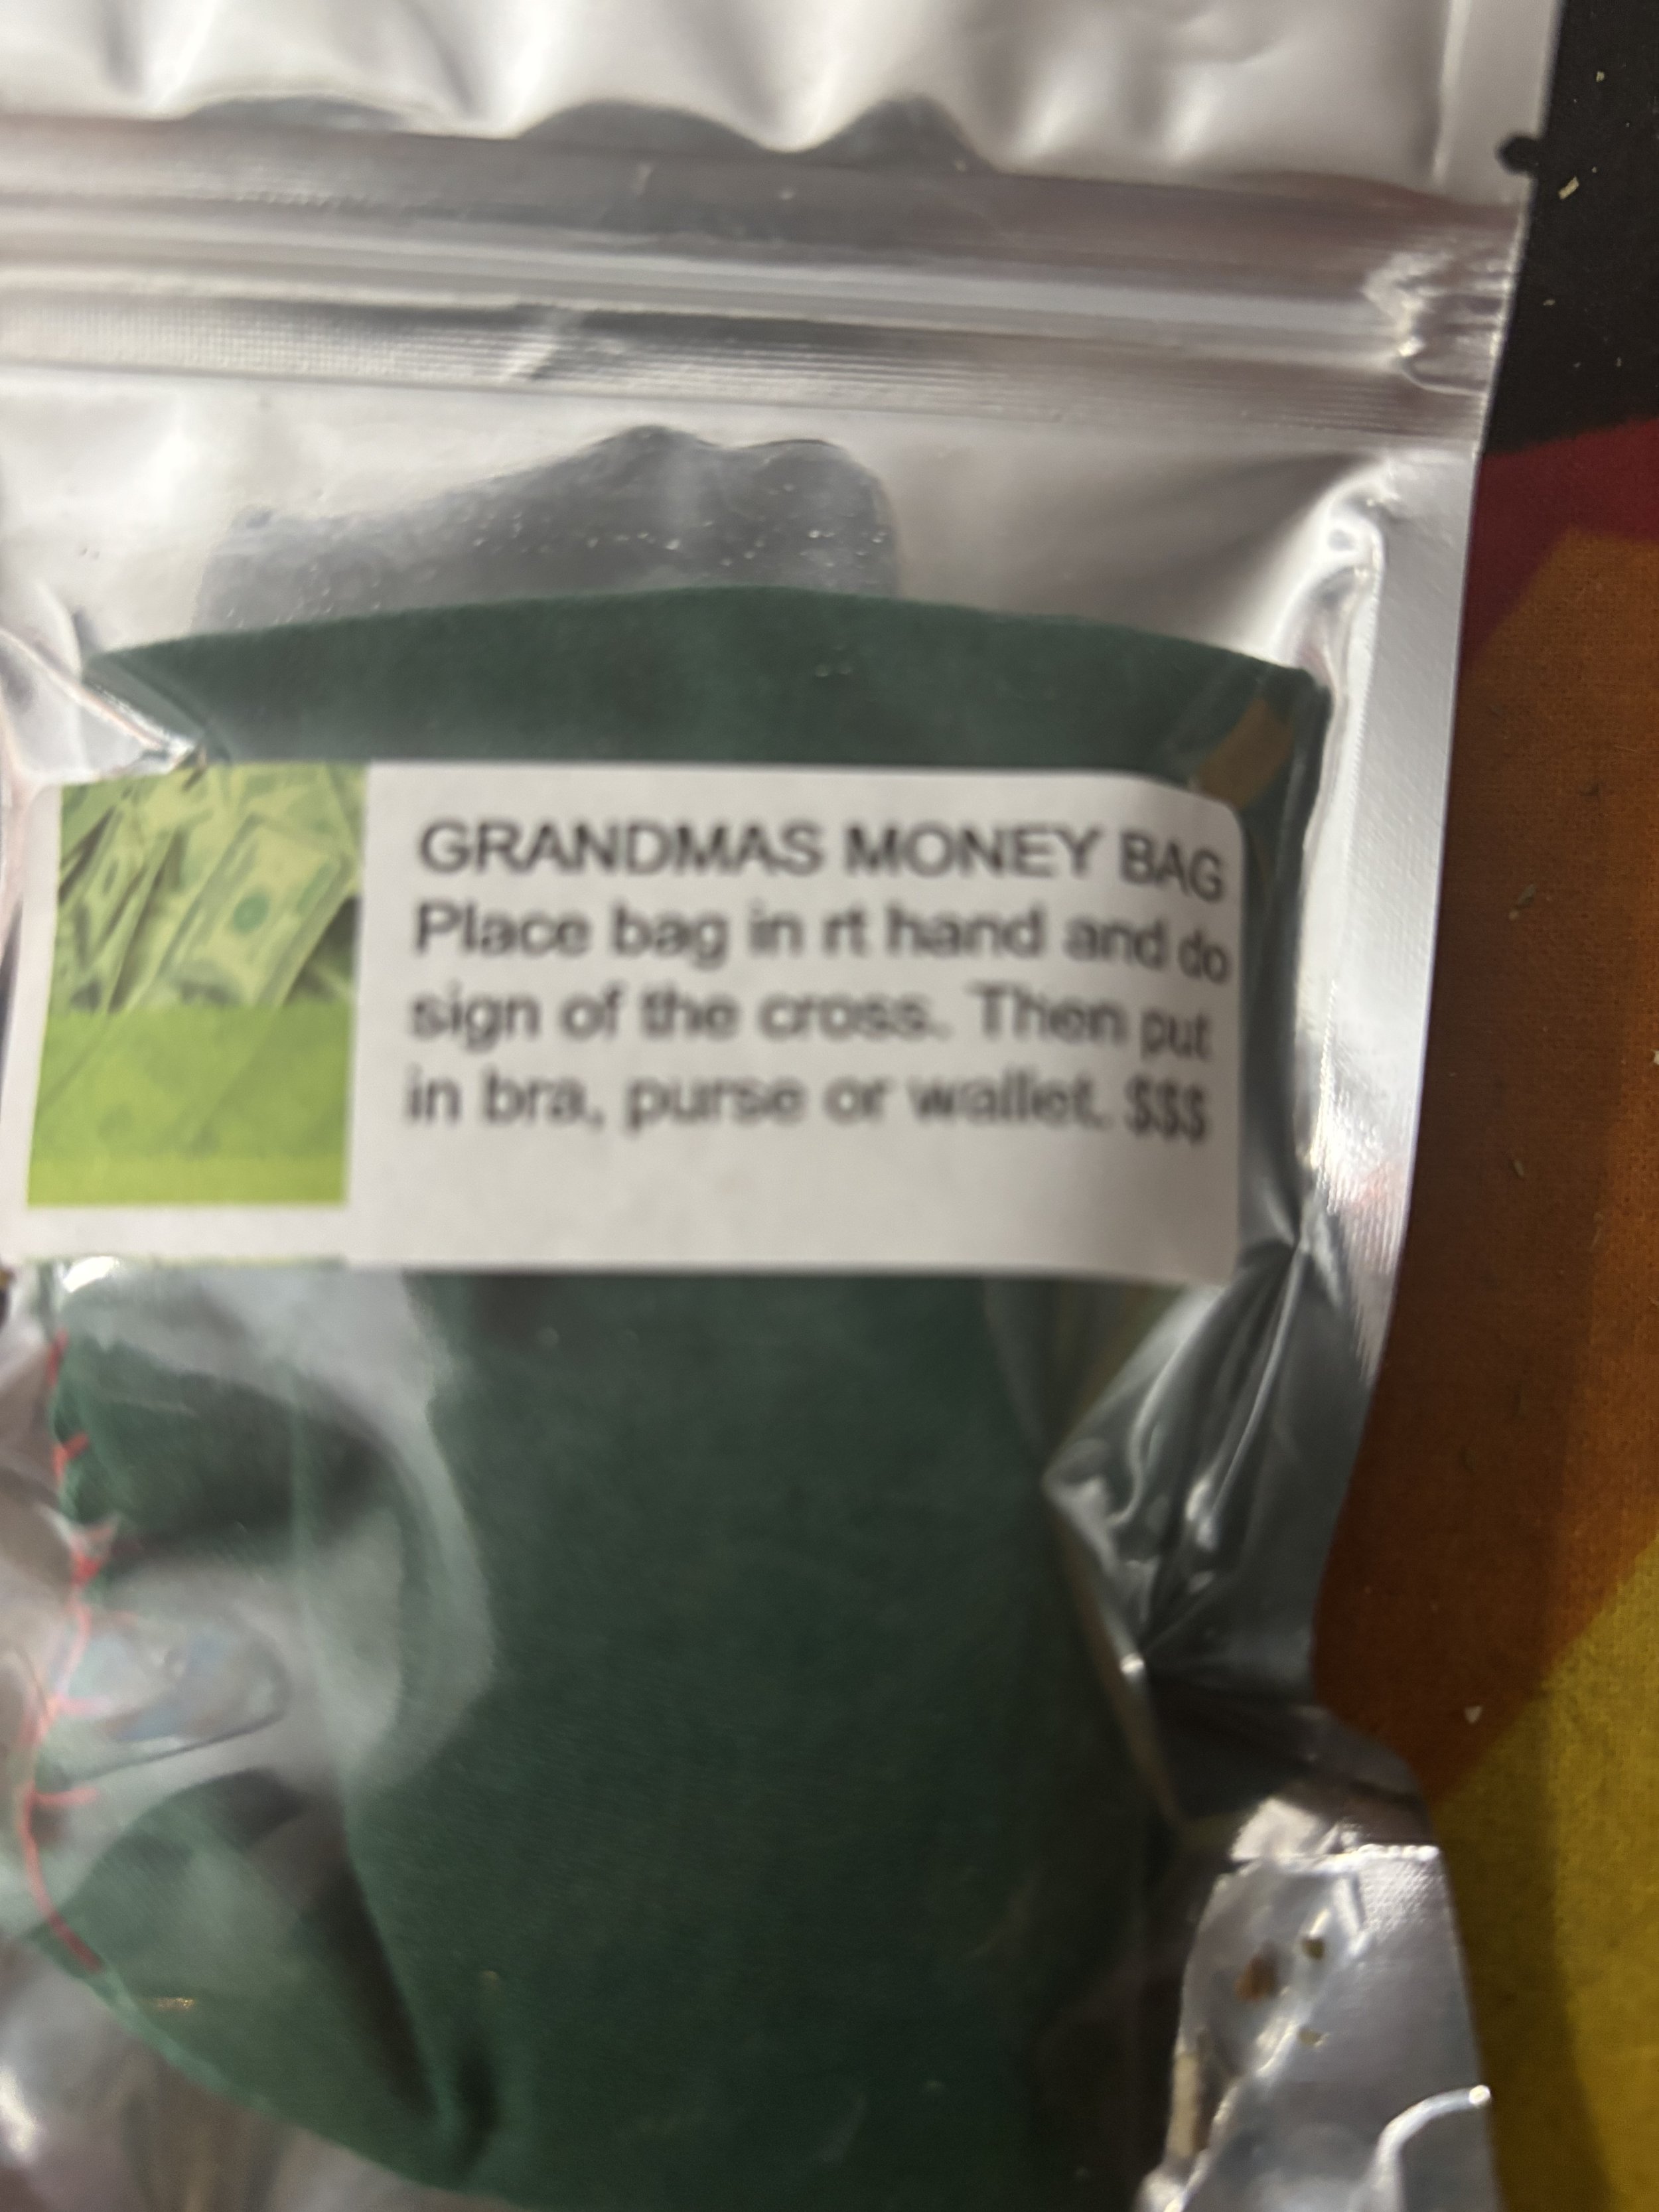 GRANDMAS MONEY BAG
Place bag in rt hand and do
sign of the cross. Then put
in bra, purse or wallet. $$$